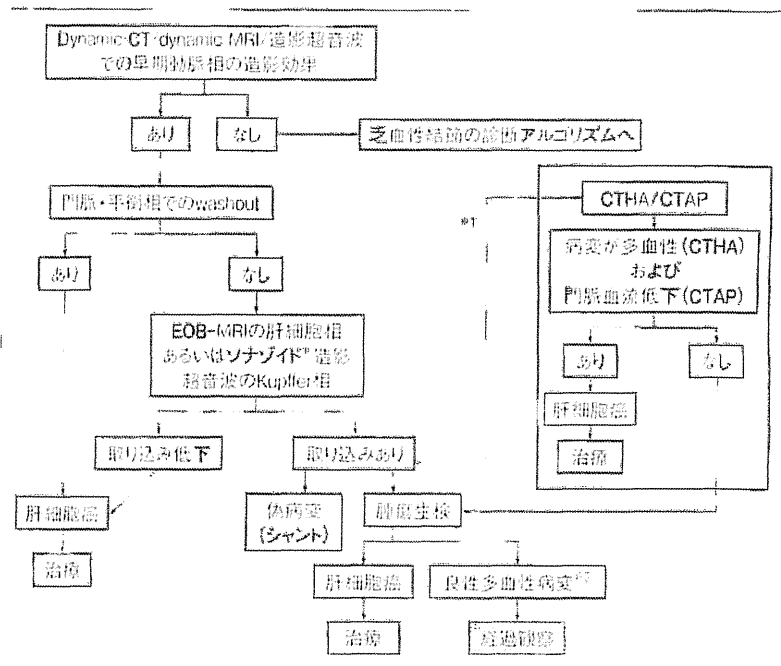 Dynamic CT・dynamic MRI/造影超音波
での早期動脈相の造影効果
あり
なし
乏血性結節の診断アルゴリズムへ
門脈・平衡相でのwashout
*1
CTHA/CTAP
あり
なし
病変が多血性(CTHA)
および
門脈血流低下(CTAP)
EOB-MRIの肝細胞相
あるいはソナゾイド®造影
超音波のKupffer相
あり
なし
肝細胞癌
治療
取り込み低下
取り込みあり
肝細胞癌
治療
偽病変
(シャント)
腫瘍生検
肝細胞癌
良性多血性病変
治療
経過観察